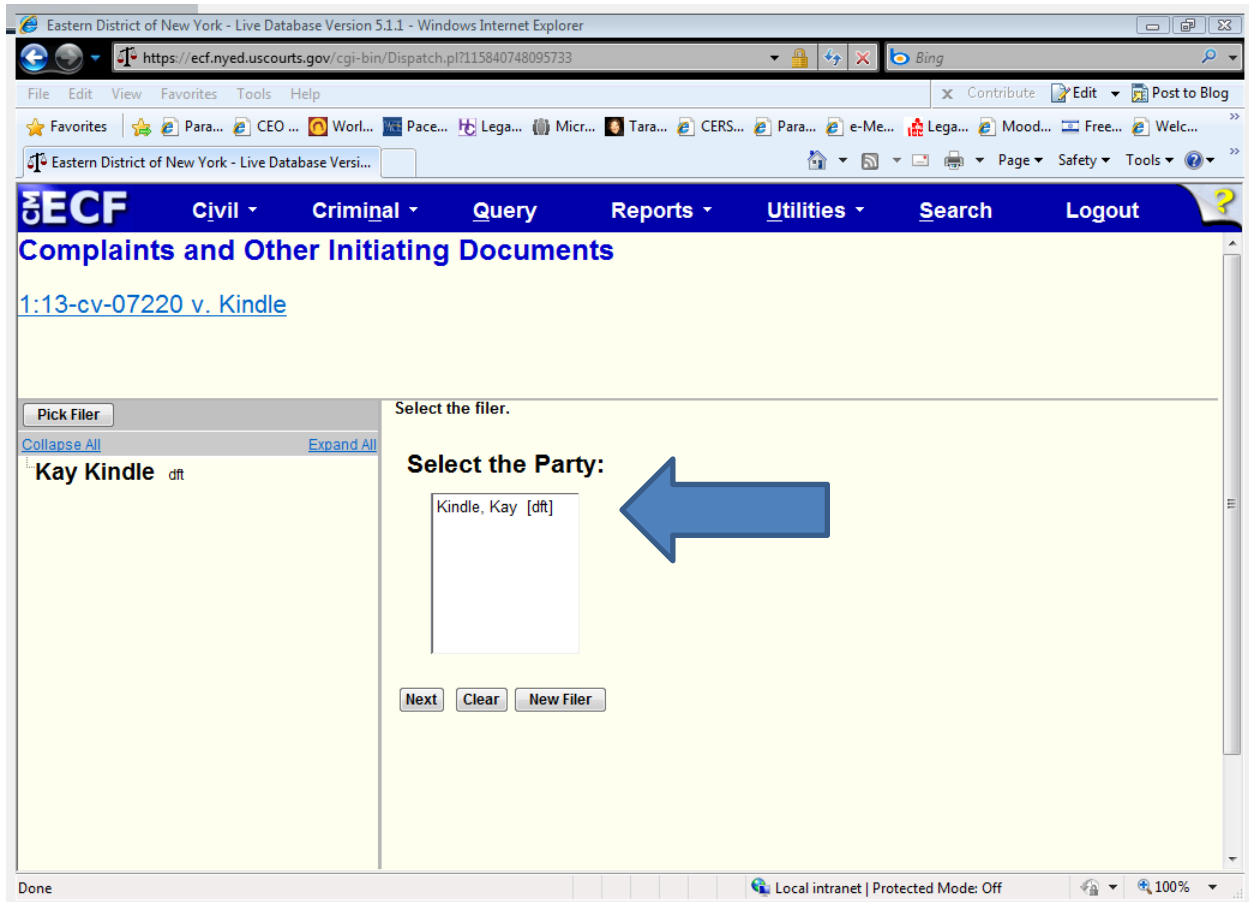 Eastern District of New York - Live Database Version 5.1.1 - Windows Internet Explorer
https://ecf.nyed.uscourts.gov/cgi-bin/Dispatch.pl?115840748095733 Bing
File Edit View Favorites Tools Help x Contribute Edit Post to Blog
Favorites Para... CEO ... Worl... Pace... Lega... Micr... Tara... CERS... Para... e-Me... Lega... Mood... Free... Welc... »
Eastern District of New York - Live Database Versi... Page Safety Tools »
CM ECF Civil Criminal Query Reports Utilities Search Logout ?
Complaints and Other Initiating Documents
1:13-cv-07220 v. Kindle
Pick Filer
Collapse All Expand All
Kay Kindle dft
Select the filer.
Select the Party:
Kindle, Kay [dft]
Next Clear New Filer
Done Local intranet | Protected Mode: Off 100%